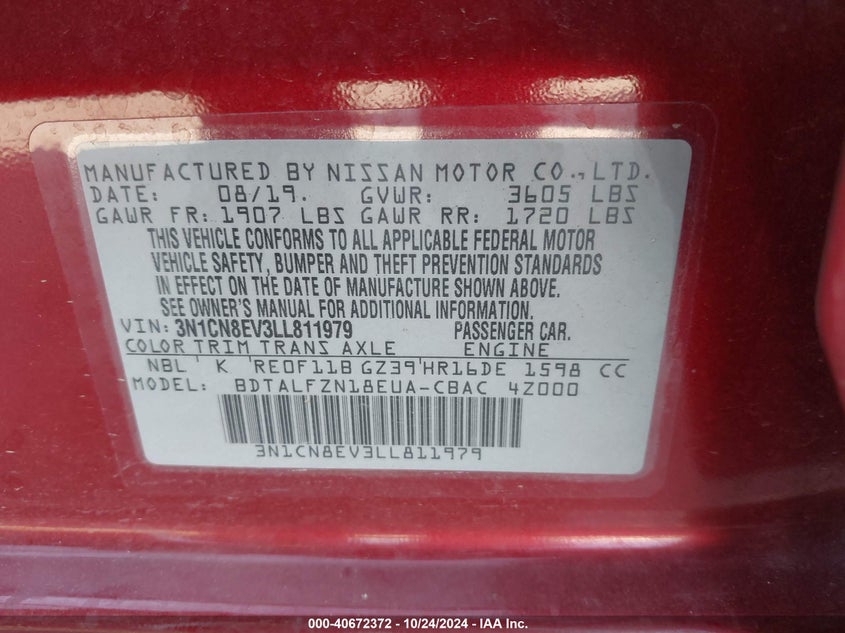 MANUFACTURED BY NISSAN MOTOR CO.,LTD.
DATE: 08/19. GVWR: 3605 LBS
GAWR FR: 1907 LBS GAWR RR: 1720 LBS
THIS VEHICLE CONFORMS TO ALL APPLICABLE FEDERAL MOTOR
VEHICLE SAFETY, BUMPER AND THEFT PREVENTION STANDARDS
IN EFFECT ON THE DATE OF MANUFACTURE SHOWN ABOVE.
SEE OWNER'S MANUAL FOR ADDITIONAL INFORMATION.
VIN: 3N1CN8EV3LL811979 PASSENGER CAR.
COLOR TRIM TRANS AXLE ENGINE
NBL K RE0F11B GZ39 HR16DE 1598 CC
MODEL: BDTALFZN18EUA-CBAC 4Z000
3N1CN8EV3LL811979
000-40672372 - 10/24/2024 - IAA Inc.